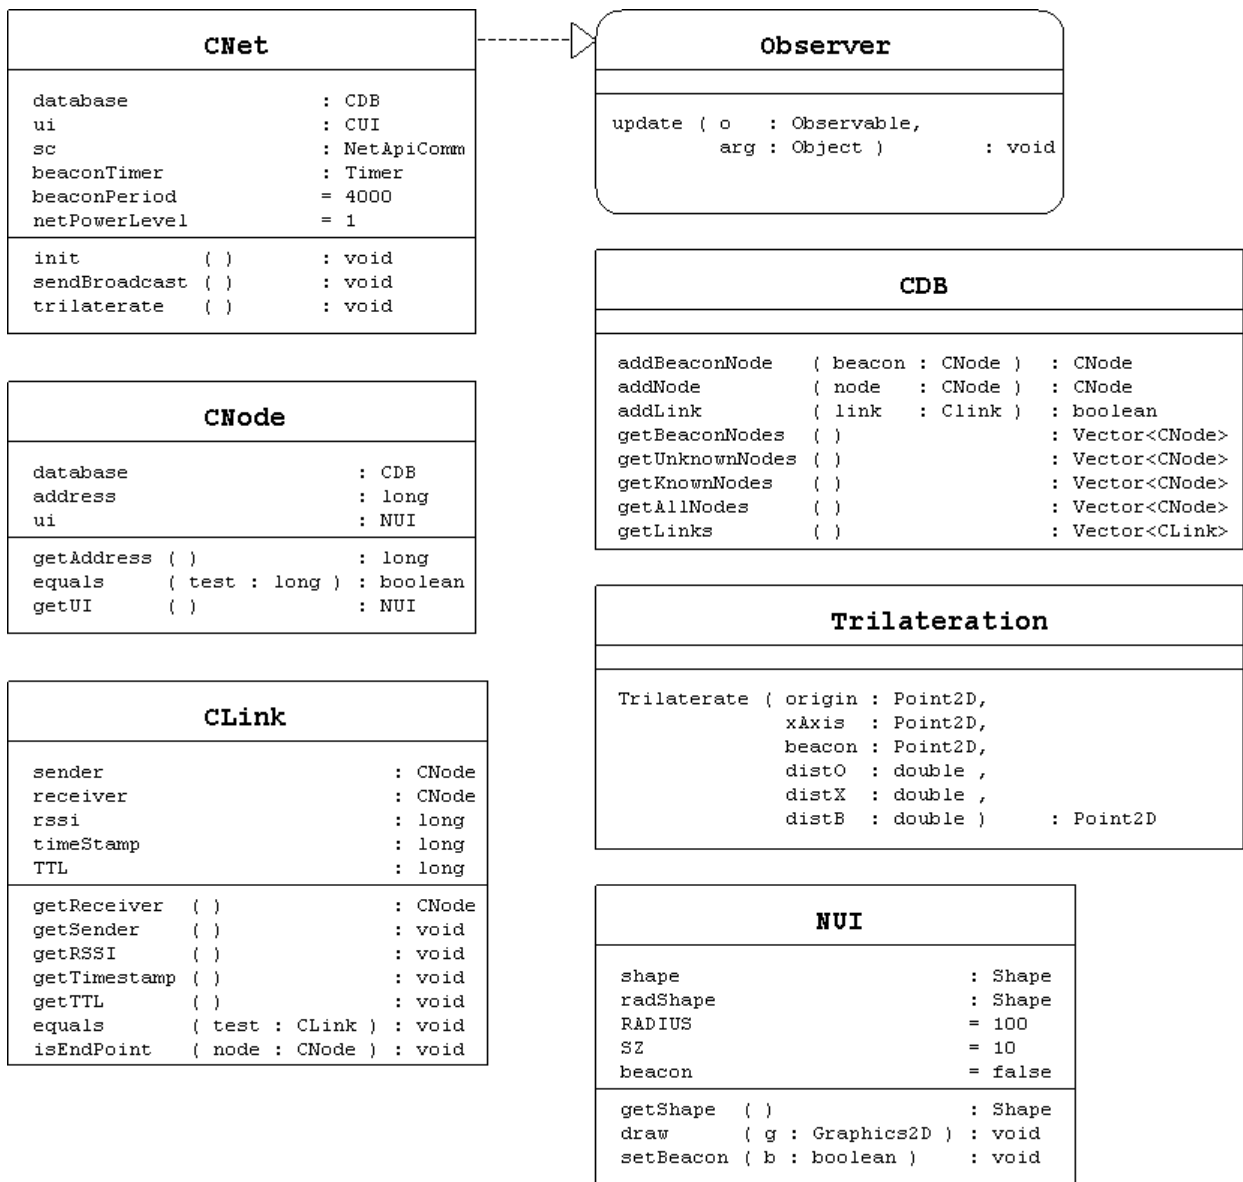 CNet
database : CDB
ui : CUI
sc : NetApiComm
beaconTimer : Timer
beaconPeriod = 4000
netPowerLevel = 1
init ( ) : void
sendBroadcast ( ) : void
trilaterate ( ) : void
Observer
update ( o : Observable,
arg : Object ) : void
CDB
addBeaconNode ( beacon : CNode ) : CNode
addNode ( node : CNode ) : CNode
addLink ( link : Clink ) : boolean
getBeaconNodes ( ) : Vector<CNode>
getUnknownNodes ( ) : Vector<CNode>
getKnownNodes ( ) : Vector<CNode>
getAllNodes ( ) : Vector<CNode>
getLinks ( ) : Vector<CLink>
CNode
database : CDB
address : long
ui : NUI
getAddress ( ) : long
equals ( test : long ) : boolean
getUI ( ) : NUI
Trilateration
Trilaterate ( origin : Point2D,
xAxis : Point2D,
beacon : Point2D,
distO : double ,
distX : double ,
distB : double ) : Point2D
CLink
sender : CNode
receiver : CNode
rssi : long
timeStamp : long
TTL : long
getReceiver ( ) : CNode
getSender ( ) : void
getRSSI ( ) : void
getTimestamp ( ) : void
getTTL ( ) : void
equals ( test : CLink ) : void
isEndPoint ( node : CNode ) : void
NUI
shape : Shape
radShape : Shape
RADIUS = 100
SZ = 10
beacon = false
getShape ( ) : Shape
draw ( g : Graphics2D ) : void
setBeacon ( b : boolean ) : void